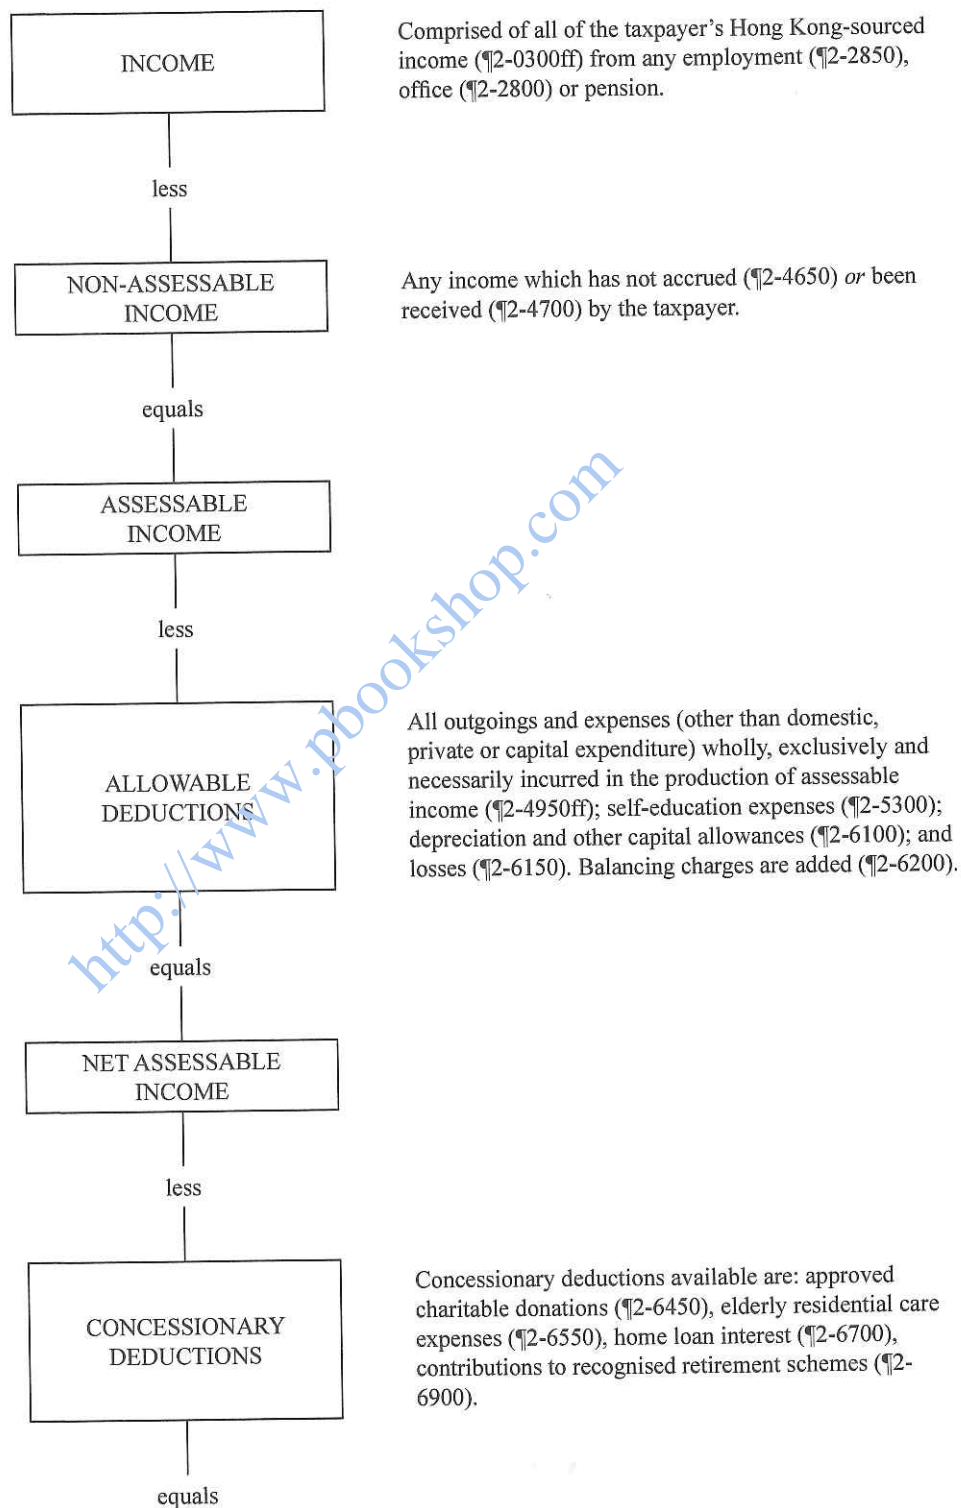 INCOME
Comprised of all of the taxpayer's Hong Kong-sourced
income (¶2-0300ff) from any employment (¶2-2850),
office (¶2-2800) or pension.
less
NON-ASSESSABLE
INCOME
Any income which has not accrued (¶2-4650) or been
received (¶2-4700) by the taxpayer.
equals
ASSESSABLE
INCOME
less
ALLOWABLE
DEDUCTIONS
All outgoings and expenses (other than domestic,
private or capital expenditure) wholly, exclusively and
necessarily incurred in the production of assessable
income (¶2-4950ff); self-education expenses (¶2-5300);
depreciation and other capital allowances (¶2-6100); and
losses (¶2-6150). Balancing charges are added (¶2-6200).
equals
NET ASSESSABLE
INCOME
less
CONCESSIONARY
DEDUCTIONS
Concessionary deductions available are: approved
charitable donations (¶2-6450), elderly residential care
expenses (¶2-6550), home loan interest (¶2-6700),
contributions to recognised retirement schemes (¶2-
6900).
equals
http://www.pbookshop.com